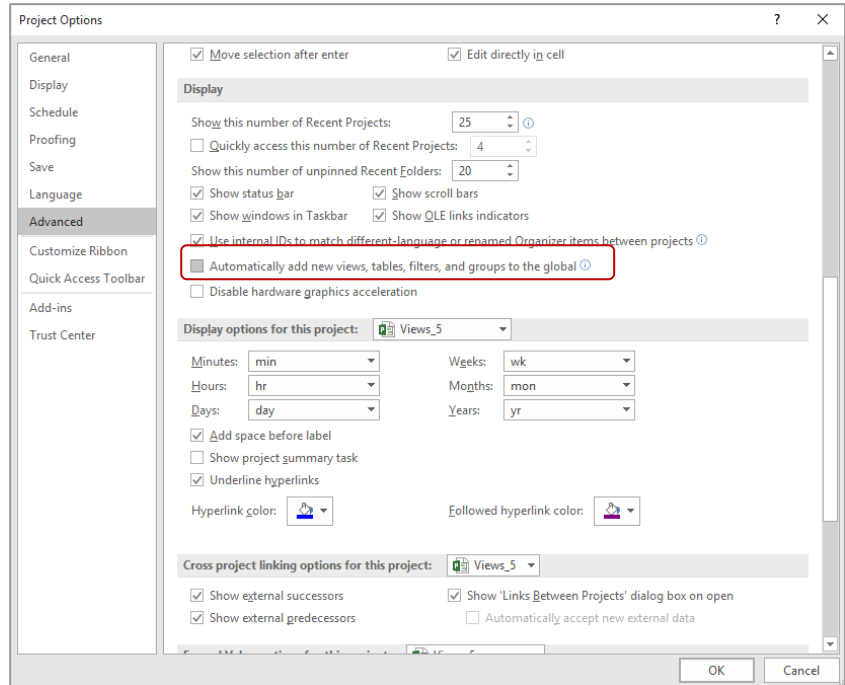 Project Options ?
General
Display
Schedule
Proofing
Save
Language
Advanced
Customize Ribbon
Quick Access Toolbar
Add-ins
Trust Center
Move selection after enter Edit directly in cell
Display
Show this number of Recent Projects: 25
Quickly access this number of Recent Projects: 4
Show this number of unpinned Recent Folders: 20
Show status bar Show scroll bars
Show windows in Taskbar Show OLE links indicators
Use internal IDs to match different-language or renamed Organizer items between projects
Automatically add new views, tables, filters, and groups to the global
Disable hardware graphics acceleration
Display options for this project: Views_5
Minutes: min Weeks: wk
Hours: hr Months: mon
Days: day Years: yr
Add space before label
Show project summary task
Underline hyperlinks
Hyperlink color: Followed hyperlink color:
Cross project linking options for this project: Views_5
Show external successors Show 'Links Between Projects' dialog box on open
Show external predecessors Automatically accept new external data
OK Cancel